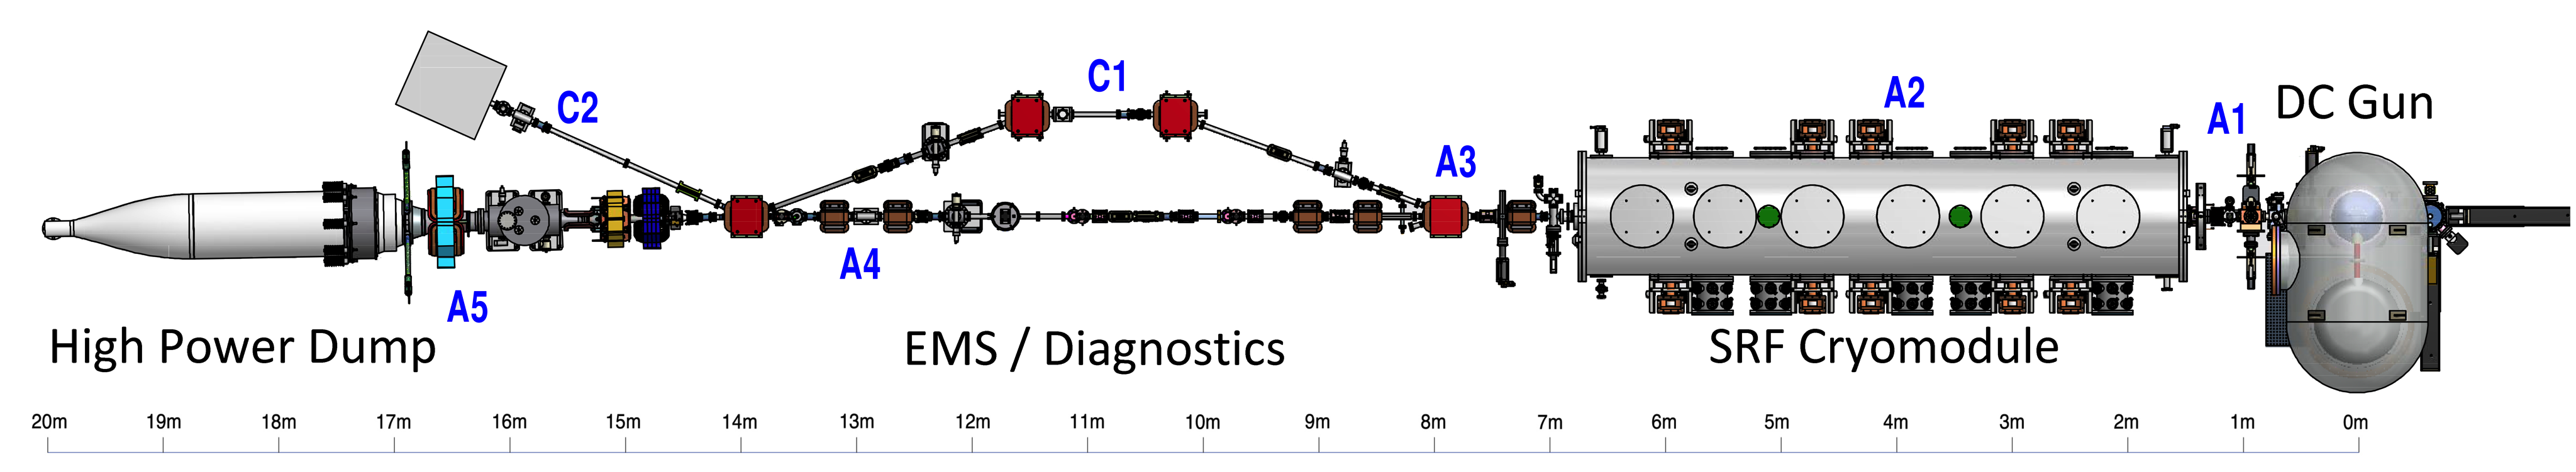 C2
C1
A3
A2
A1
DC Gun
A5
A4
High Power Dump
EMS / Diagnostics
SRF Cryomodule
20m 19m 18m 17m 16m 15m 14m 13m 12m 11m 10m 9m 8m 7m 6m 5m 4m 3m 2m 1m 0m